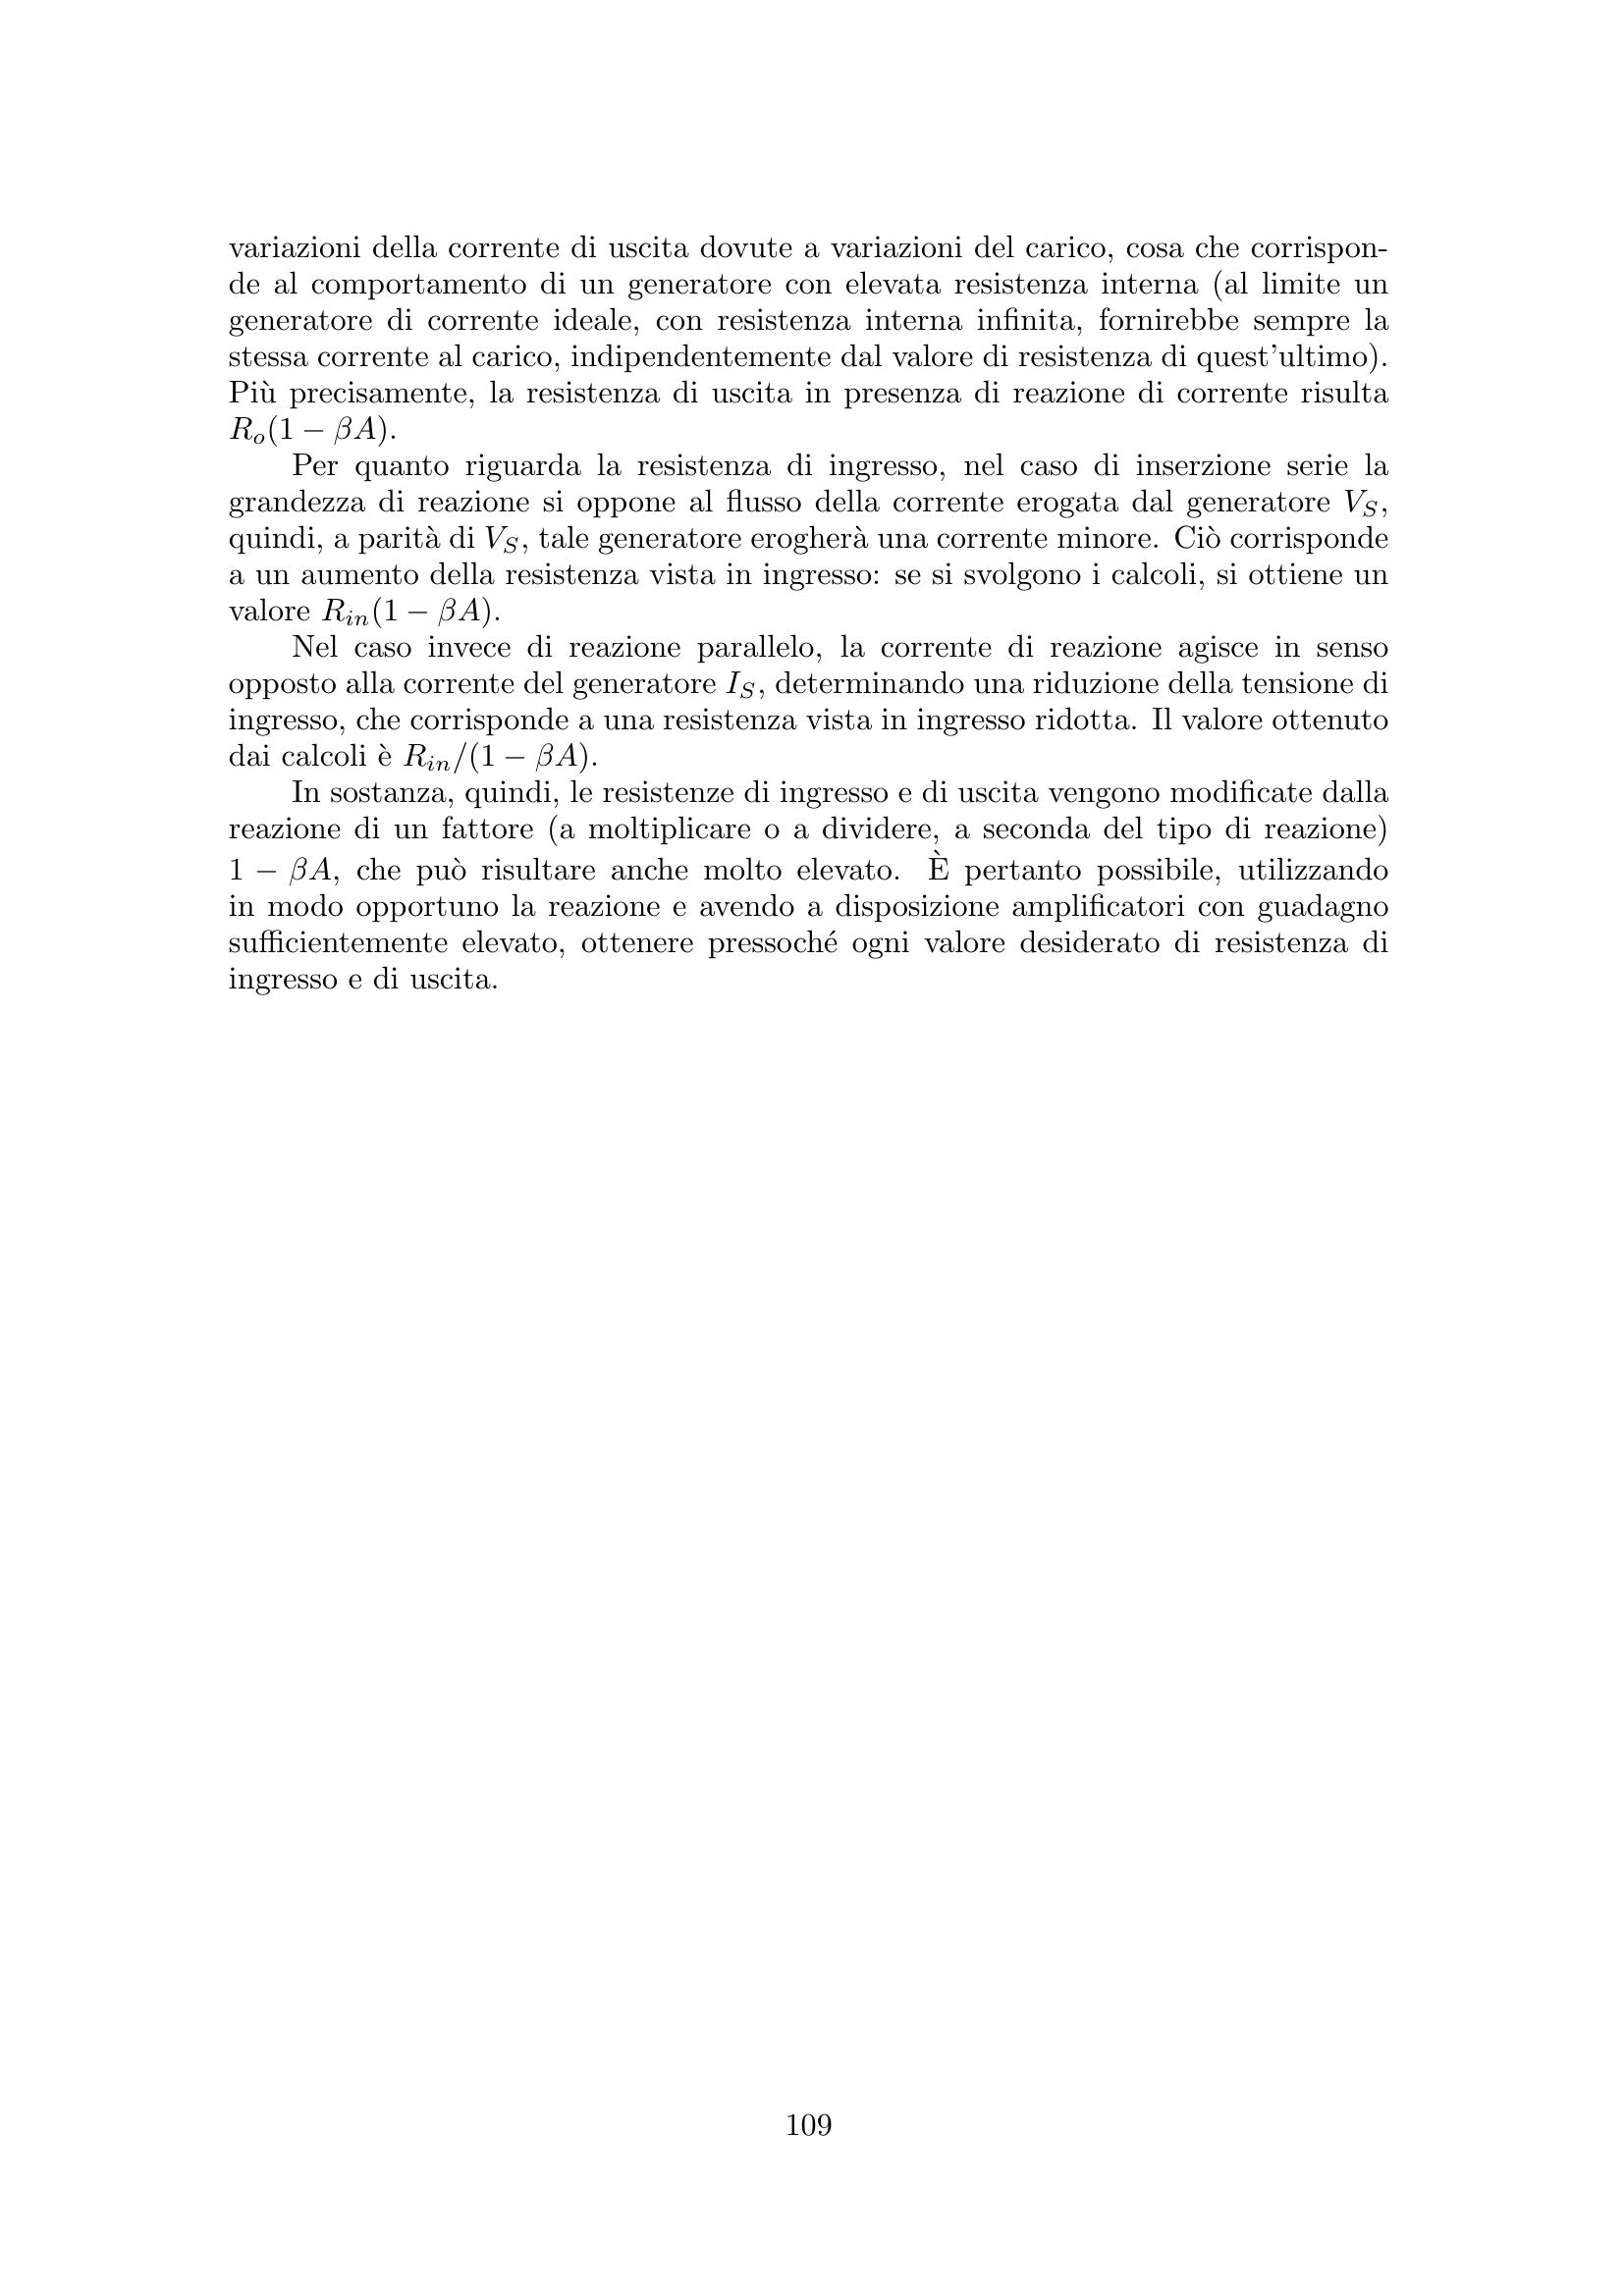 variazioni della corrente di uscita dovute a variazioni del carico, cosa che corrispon-
de al comportamento di un generatore con elevata resistenza interna (al limite un
generatore di corrente ideale, con resistenza interna infinita, fornirebbe sempre la
stessa corrente al carico, indipendentemente dal valore di resistenza di quest'ultimo).
Più precisamente, la resistenza di uscita in presenza di reazione di corrente risulta
$R_o(1 - \beta A)$.
Per quanto riguarda la resistenza di ingresso, nel caso di inserzione serie la
grandezza di reazione si oppone al flusso della corrente erogata dal generatore $V_S$,
quindi, a parità di $V_S$, tale generatore erogherà una corrente minore. Ciò corrisponde
a un aumento della resistenza vista in ingresso: se si svolgono i calcoli, si ottiene un
valore $R_{in}(1 - \beta A)$.
Nel caso invece di reazione parallelo, la corrente di reazione agisce in senso
opposto alla corrente del generatore $I_S$, determinando una riduzione della tensione di
ingresso, che corrisponde a una resistenza vista in ingresso ridotta. Il valore ottenuto
dai calcoli è $R_{in}/(1 - \beta A)$.
In sostanza, quindi, le resistenze di ingresso e di uscita vengono modificate dalla
reazione di un fattore (a moltiplicare o a dividere, a seconda del tipo di reazione)
$1 - \beta A$, che può risultare anche molto elevato. È pertanto possibile, utilizzando
in modo opportuno la reazione e avendo a disposizione amplificatori con guadagno
sufficientemente elevato, ottenere pressoché ogni valore desiderato di resistenza di
ingresso e di uscita.
109